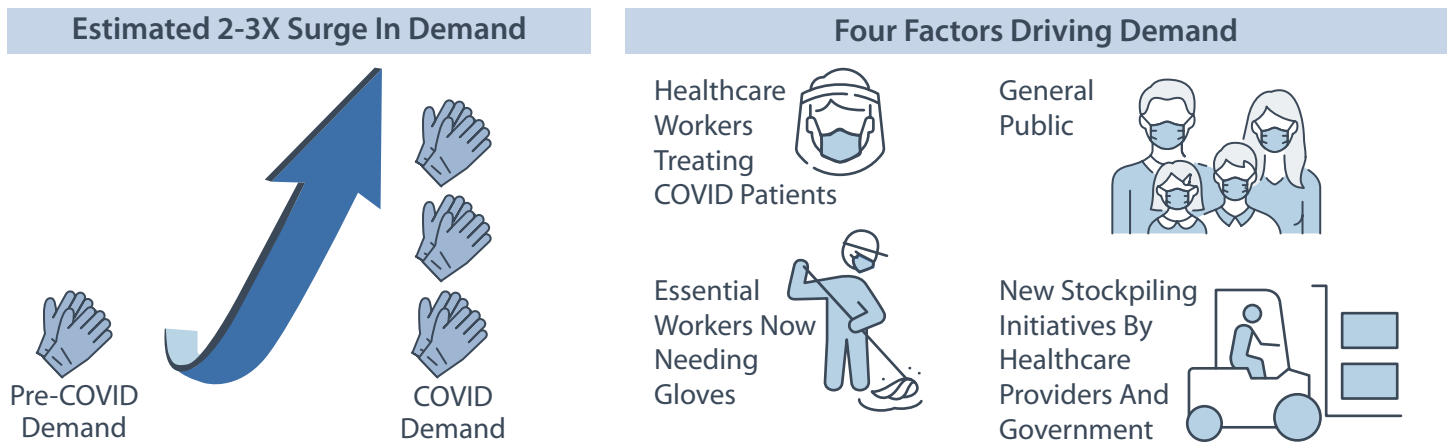 Estimated 2-3X Surge In Demand
Pre-COVID
Demand
COVID
Demand
Four Factors Driving Demand
Healthcare
Workers
Treating
COVID Patients
General
Public
Essential
Workers Now
Needing
Gloves
New Stockpiling
Initiatives By
Healthcare
Providers And
Government